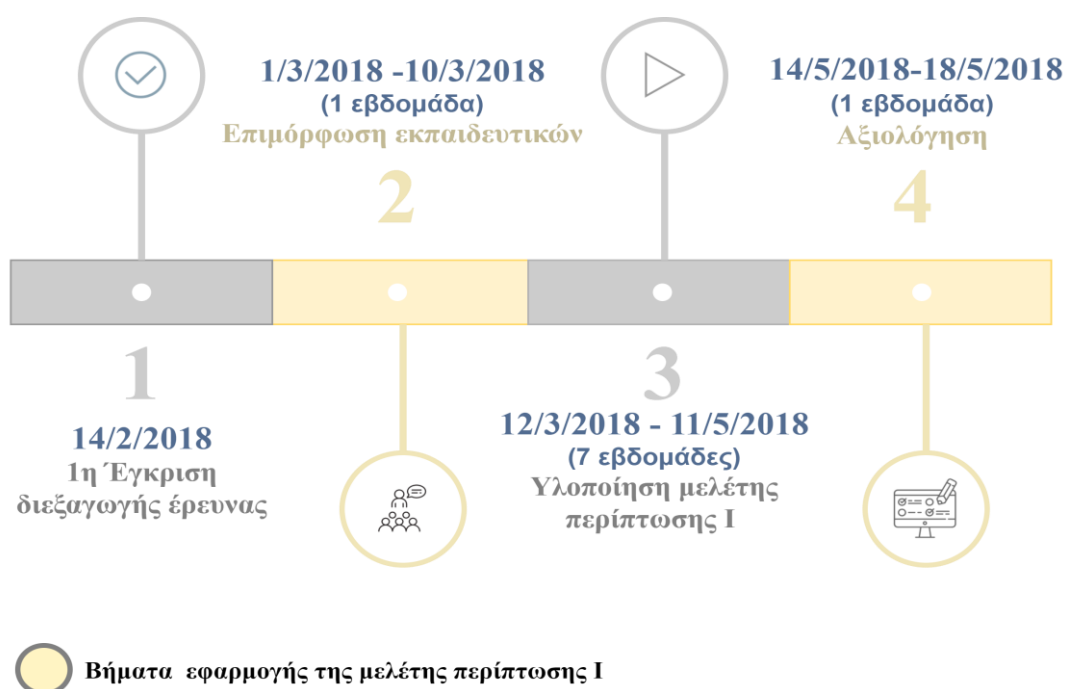 1/3/2018 -10/3/2018
(1 εβδομάδα)
Επιμόρφωση εκπαιδευτικών
2
14/5/2018-18/5/2018
(1 εβδομάδα)
Αξιολόγηση
4
1
14/2/2018
1η Έγκριση
διεξαγωγής έρευνας
3
12/3/2018 - 11/5/2018
(7 εβδομάδες)
Υλοποίηση μελέτης
περίπτωσης Ι
Βήματα εφαρμογής της μελέτης περίπτωσης Ι